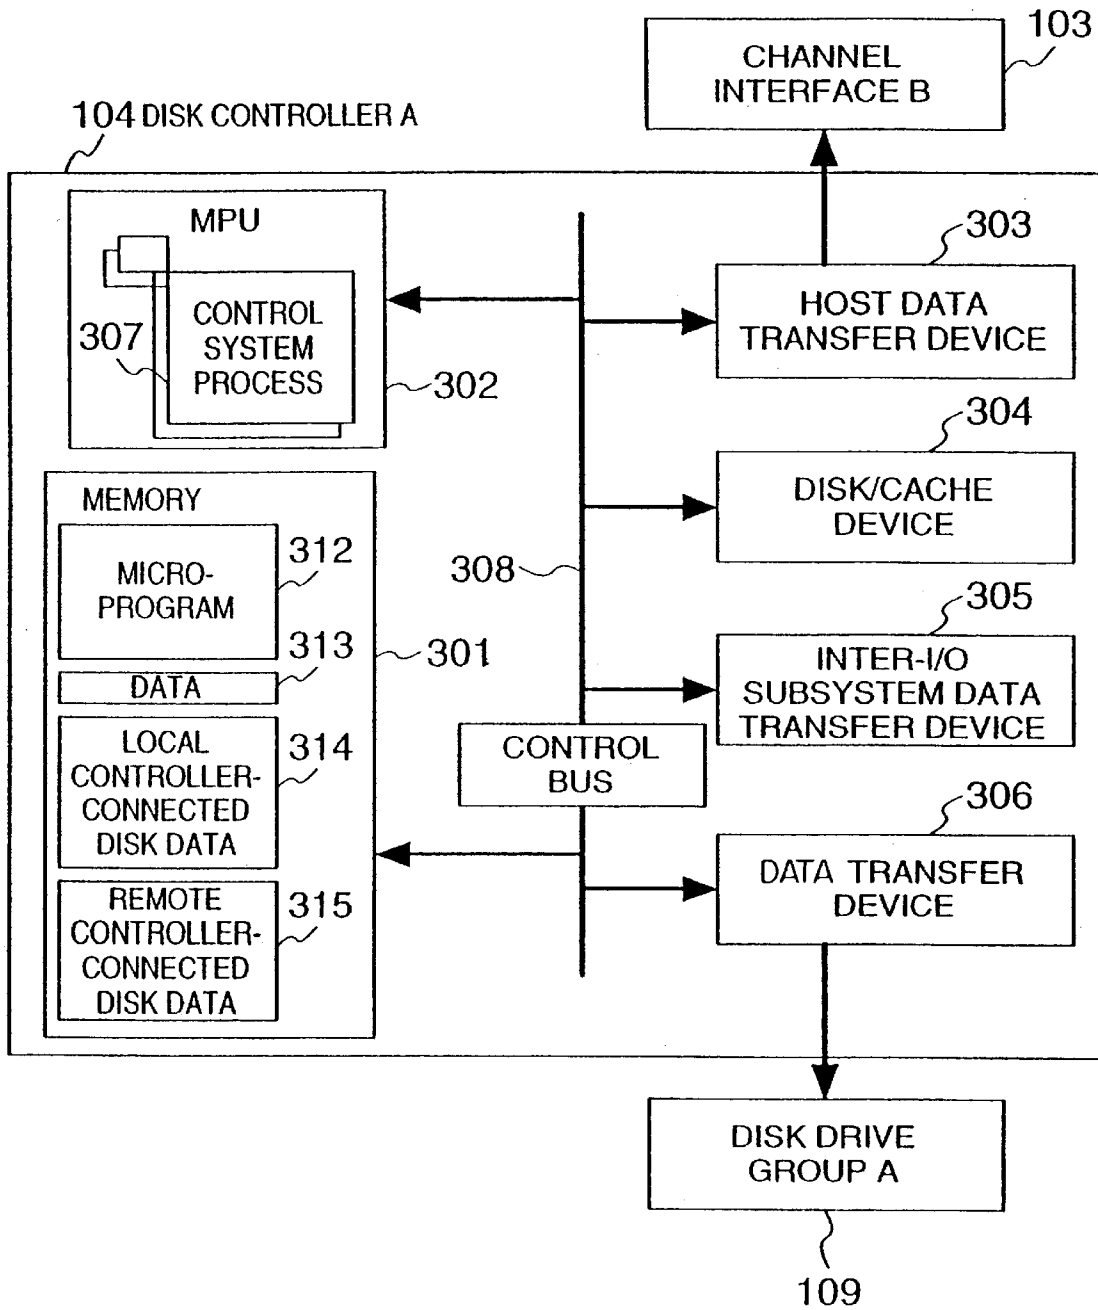 103
CHANNEL
INTERFACE B
104 DISK CONTROLLER A
MPU
CONTROL
SYSTEM
PROCESS
307
302
303
HOST DATA
TRANSFER DEVICE
304
DISK/CACHE
DEVICE
308
305
INTER-I/O
SUBSYSTEM DATA
TRANSFER DEVICE
CONTROL
BUS
306
DATA TRANSFER
DEVICE
MEMORY
MICRO-
PROGRAM
312
313
DATA
301
LOCAL
CONTROLLER-
CONNECTED
DISK DATA
314
REMOTE
CONTROLLER-
CONNECTED
DISK DATA
315
DISK DRIVE
GROUP A
109